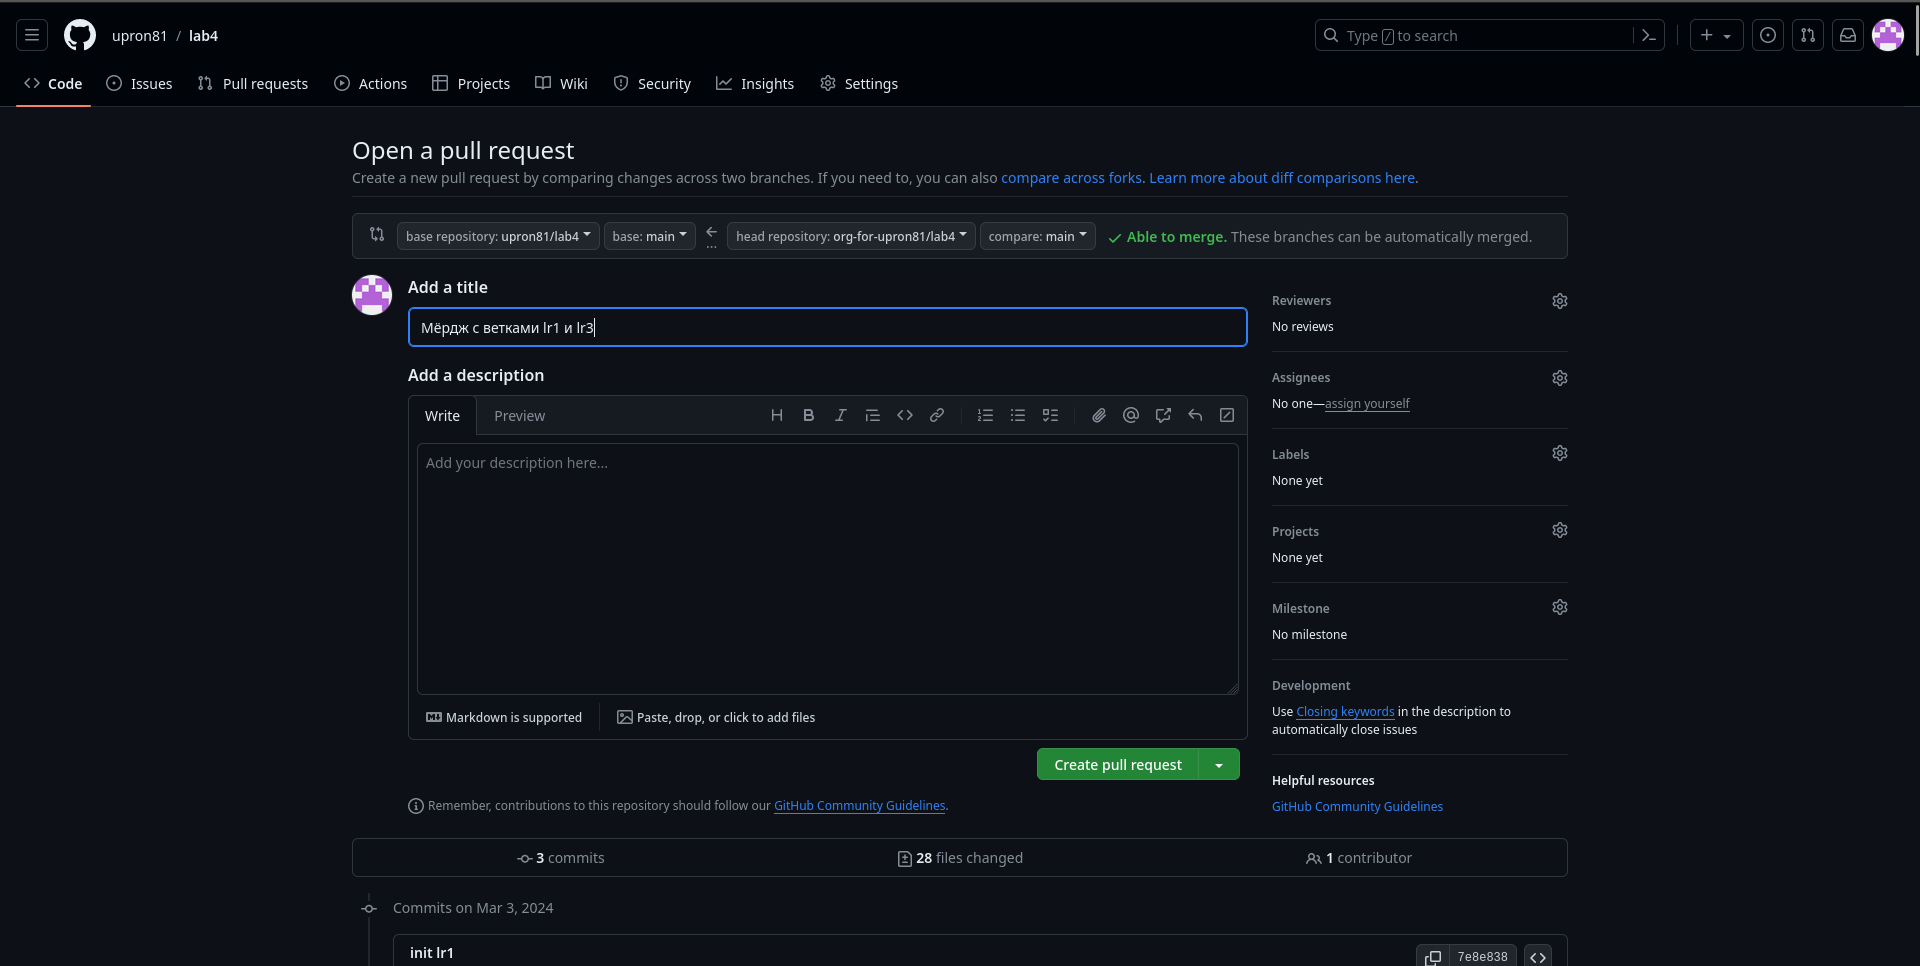 upron81 / lab4
Type / to search
Code Issues Pull requests Actions Projects Wiki Security Insights Settings
Open a pull request
Create a new pull request by comparing changes across two branches. If you need to, you can also compare across forks. Learn more about diff comparisons here.
base repository: upron81/lab4 base: main ... head repository: org-for-upron81/lab4 compare: main Able to merge. These branches can be automatically merged.
Add a title
Мёрдж с ветками lr1 и lr3
Add a description
Write Preview
Add your description here...
Markdown is supported Paste, drop, or click to add files
Create pull request
Remember, contributions to this repository should follow our GitHub Community Guidelines.
Reviewers
No reviews
Assignees
No one—assign yourself
Labels
None yet
Projects
None yet
Milestone
No milestone
Development
Use Closing keywords in the description to
automatically close issues
Helpful resources
GitHub Community Guidelines
3 commits 28 files changed 1 contributor
Commits on Mar 3, 2024
init lr1 7e8e838